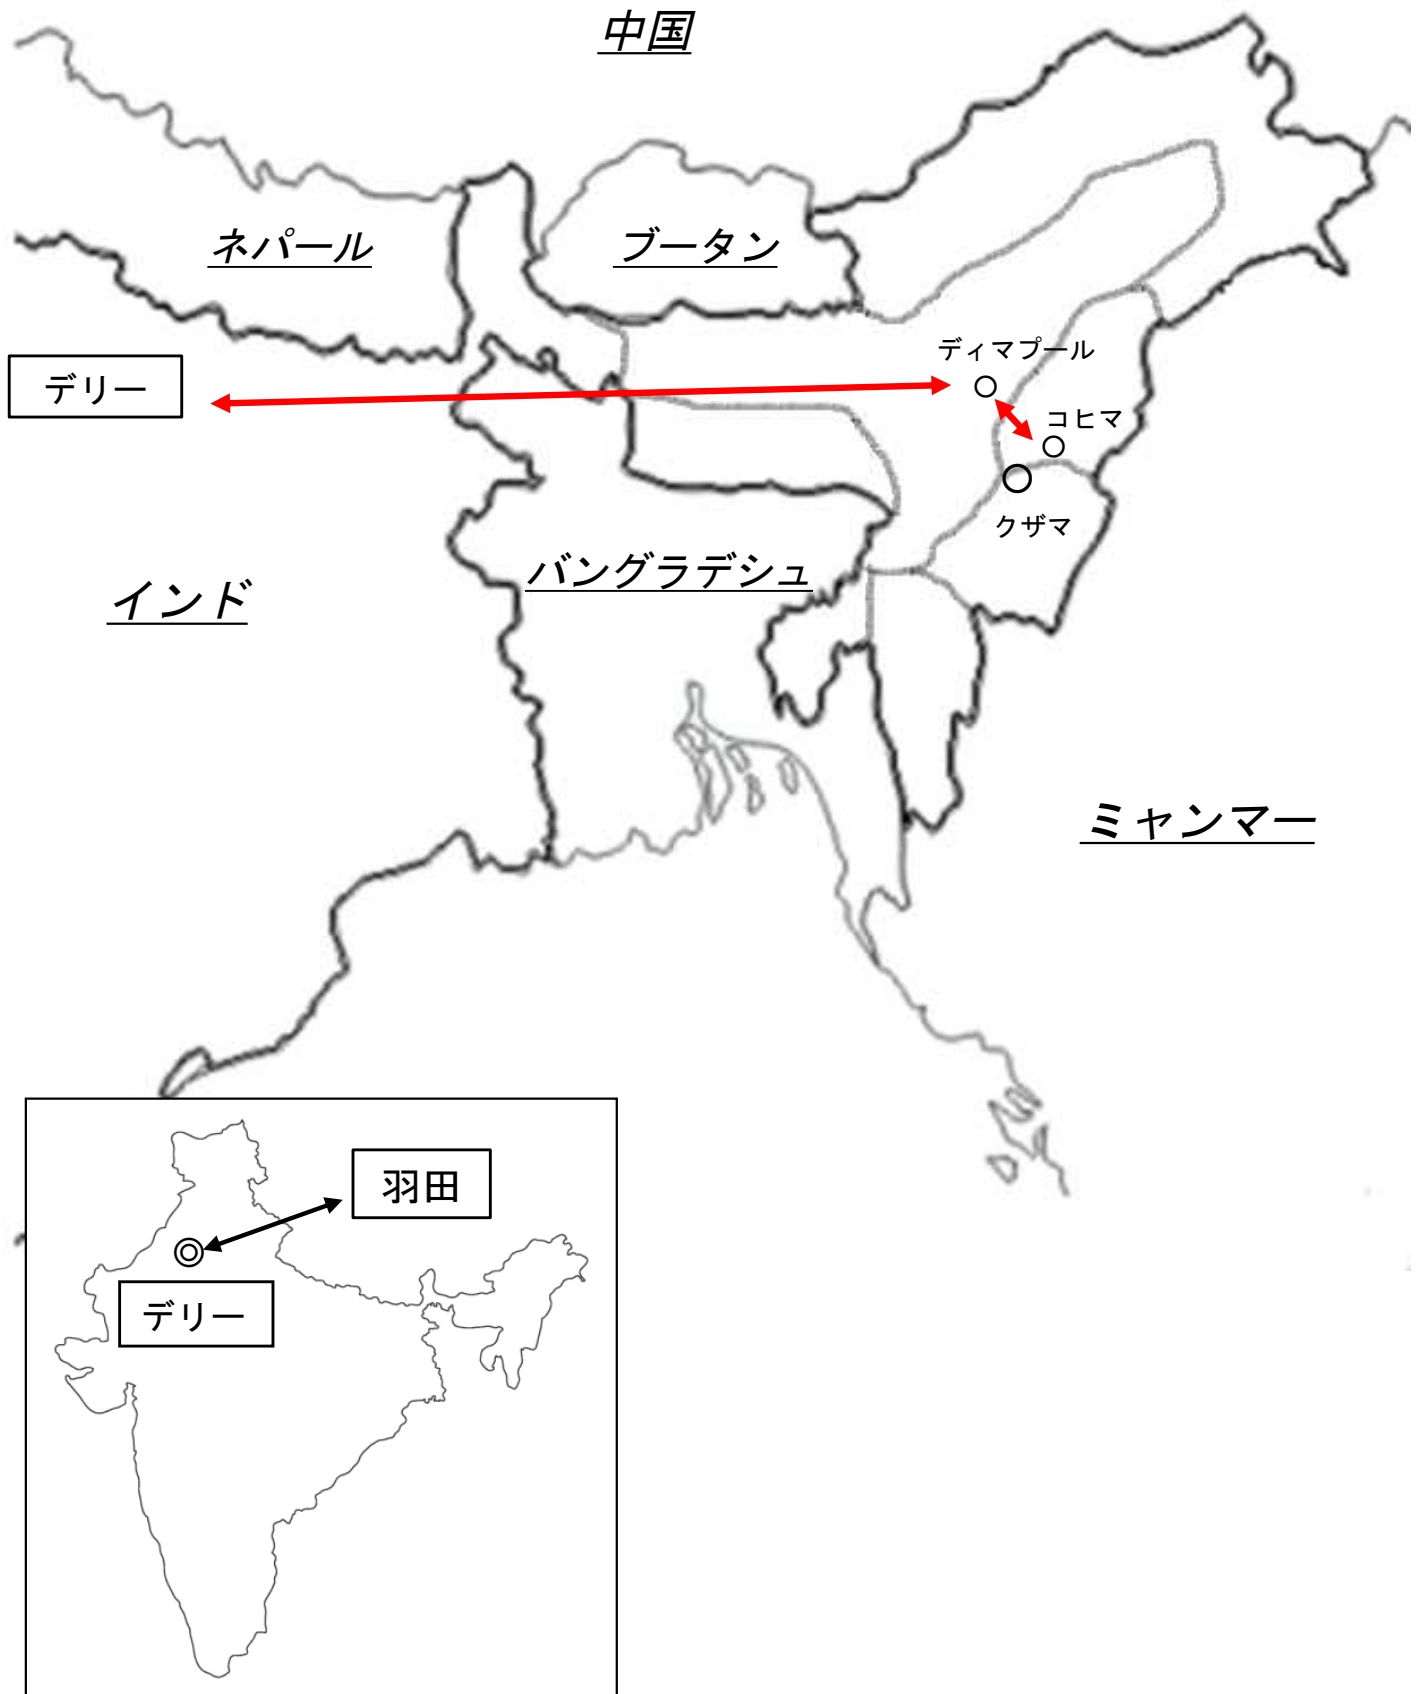 中国
ネパール
ブータン
ディマプール
デリー
コヒマ
クザマ
バングラデシュ
インド
ミャンマー
羽田
デリー